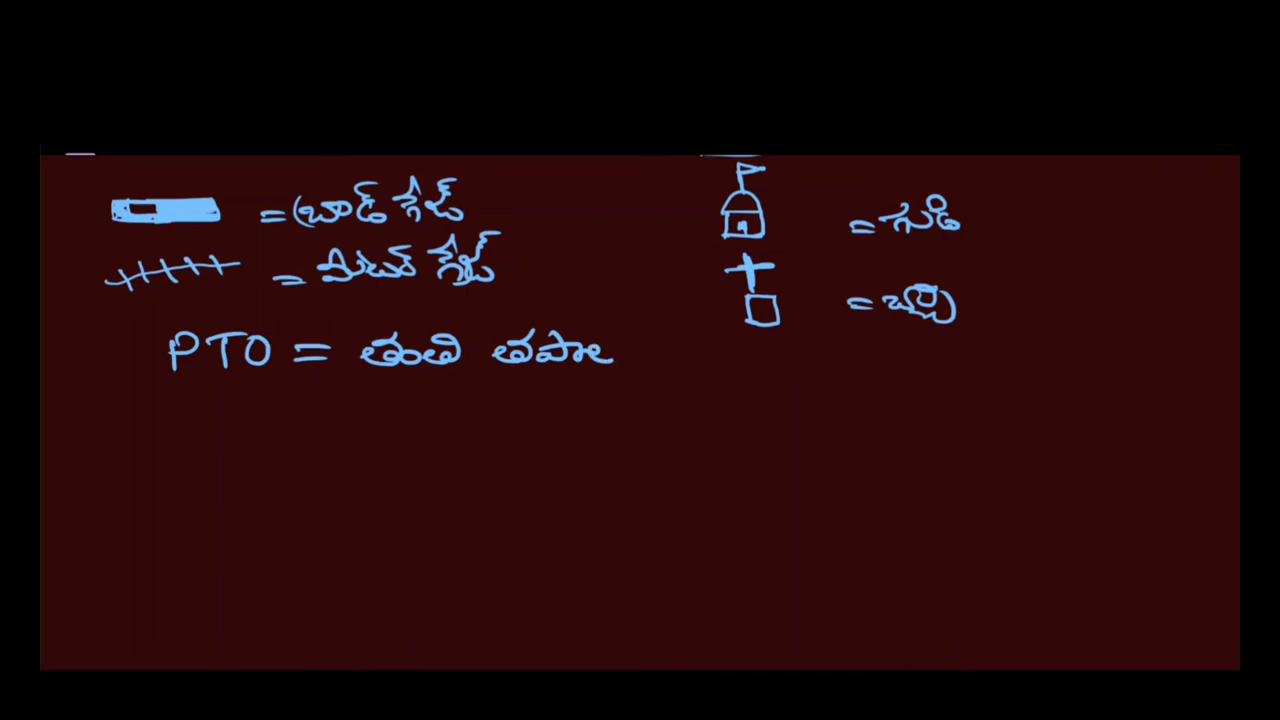 = బ్రాడ్ గేజ్
= మీటర్ గేజ్
PTO = తంతి తపాల
= గుడి
= చర్చి